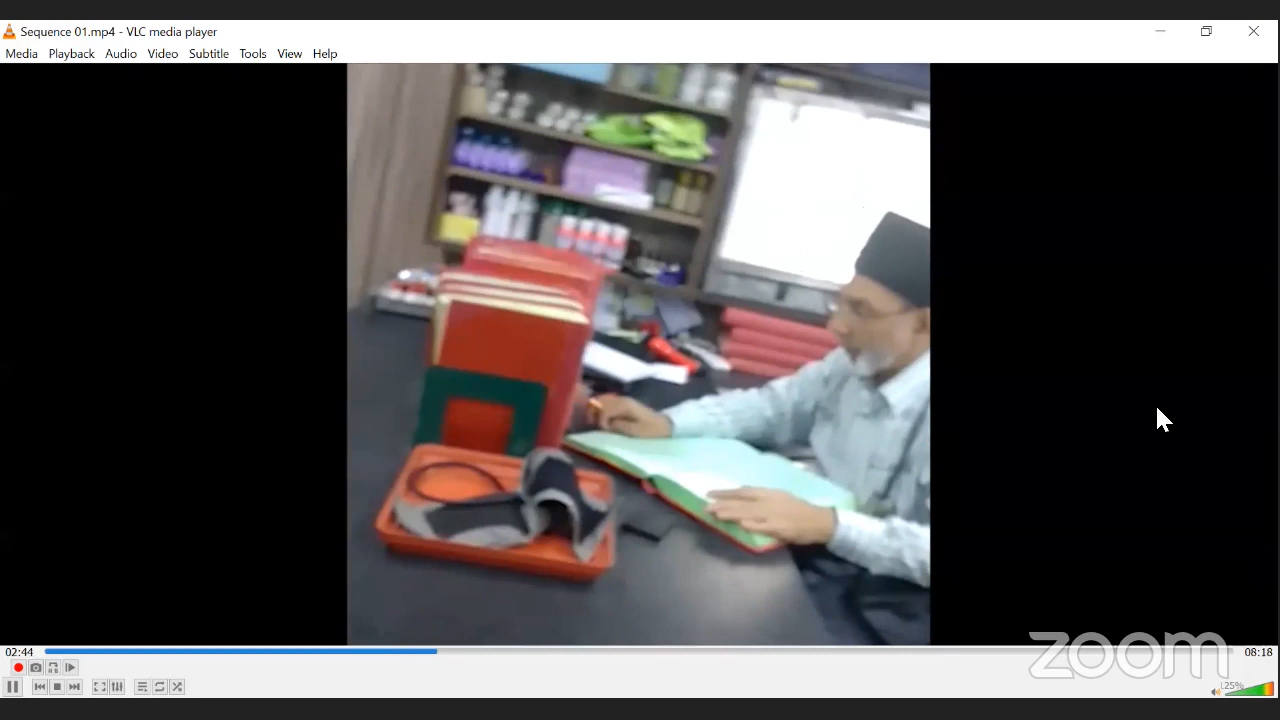 Sequence 01.mp4 - VLC media player
Media Playback Audio Video Subtitle Tools View Help
02:44
08:18
zoom
125%